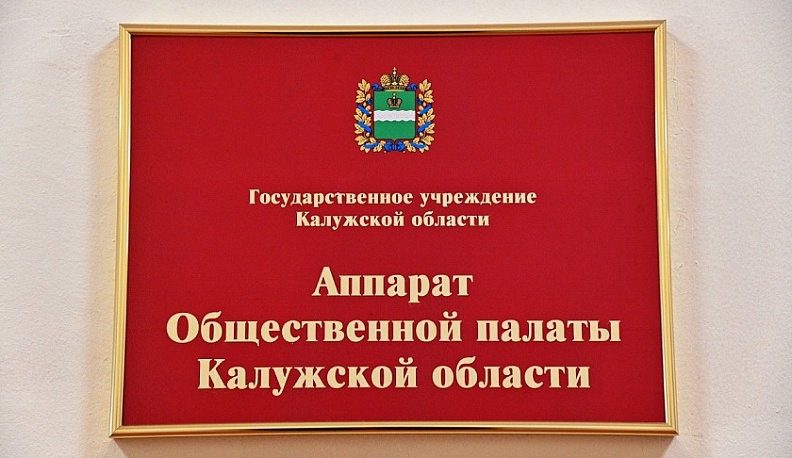 Государственное учреждение
Калужской области
Аппарат
Общественной палаты
Калужской области